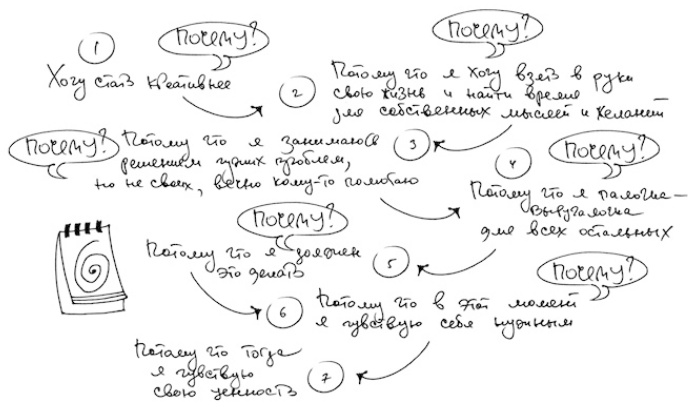 1
Почему?
Хочу стать креативнее
Почему?
2
Потому что я хочу взять в руки
свою жизнь и найти время
для собственных мыслей и желаний
Почему?
3
Потому что я занимаюсь
решением чужих проблем,
но не своих, вечно кому-то помогаю
Почему?
4
Потому что я палочка-
выручалочка
для всех остальных
Почему?
5
Потому что я должен
это делать
Почему?
6
Потому что в этот момент
я чувствую себя нужным
7
Потому что тогда
я чувствую
свою ценность